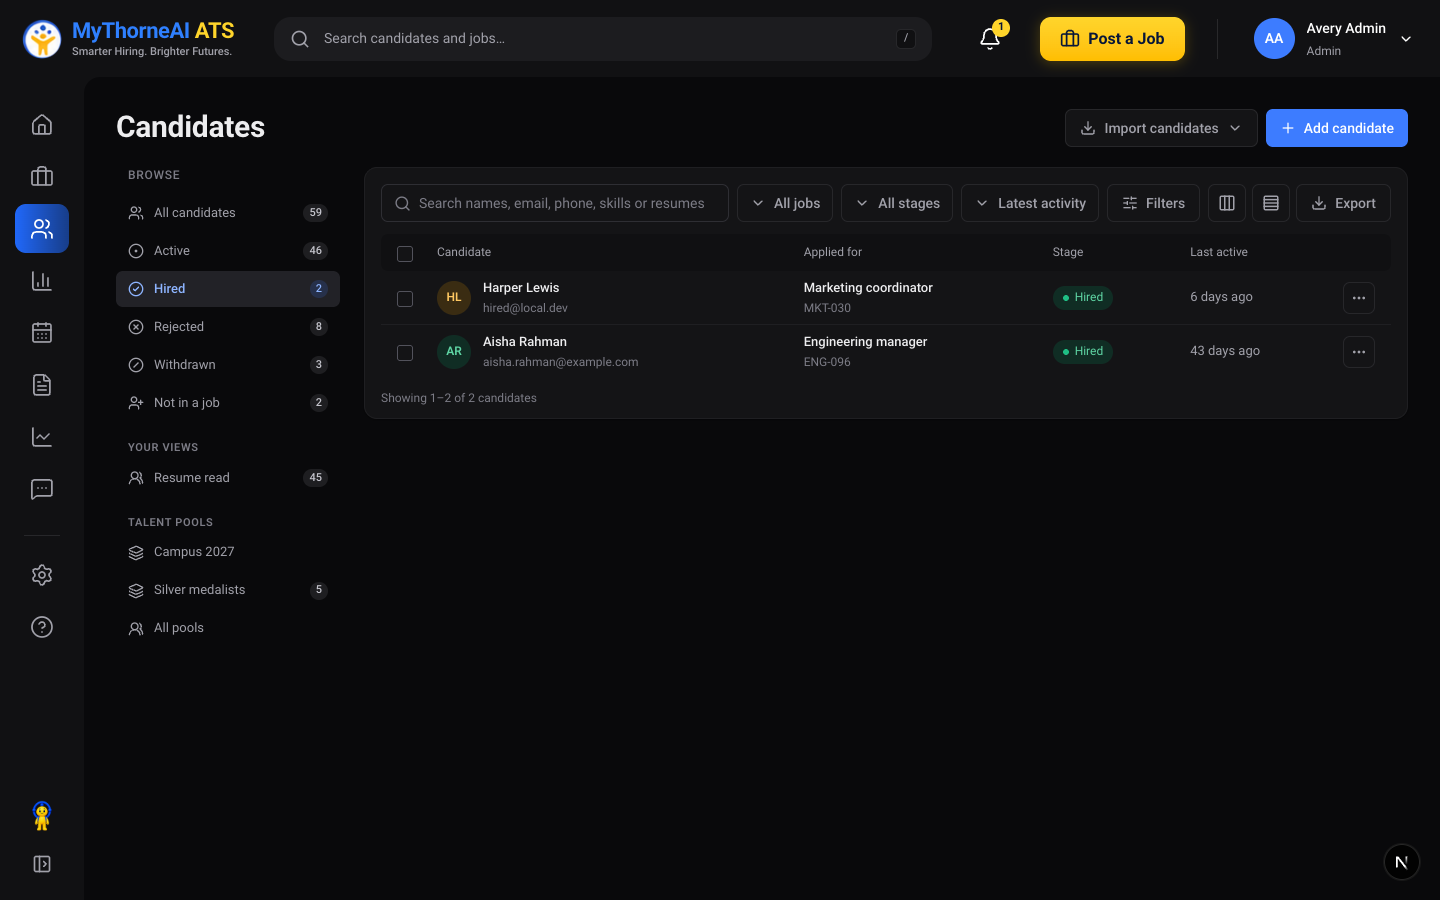 MyThorneAI ATS
Smarter Hiring. Brighter Futures.
Search candidates and jobs…
/
1
Post a Job
AA
Avery Admin
Admin
Candidates
Import candidates
Add candidate
BROWSE
All candidates 59
Active 46
Hired 2
Rejected 8
Withdrawn 3
Not in a job 2
YOUR VIEWS
Resume read 45
TALENT POOLS
Campus 2027
Silver medalists 5
All pools
Search names, email, phone, skills or resumes
All jobs
All stages
Latest activity
Filters
Export
Candidate Applied for Stage Last active
HL Harper Lewis Marketing coordinator Hired 6 days ago
hired@local.dev MKT-030
AR Aisha Rahman Engineering manager Hired 43 days ago
aisha.rahman@example.com ENG-096
Showing 1–2 of 2 candidates
N